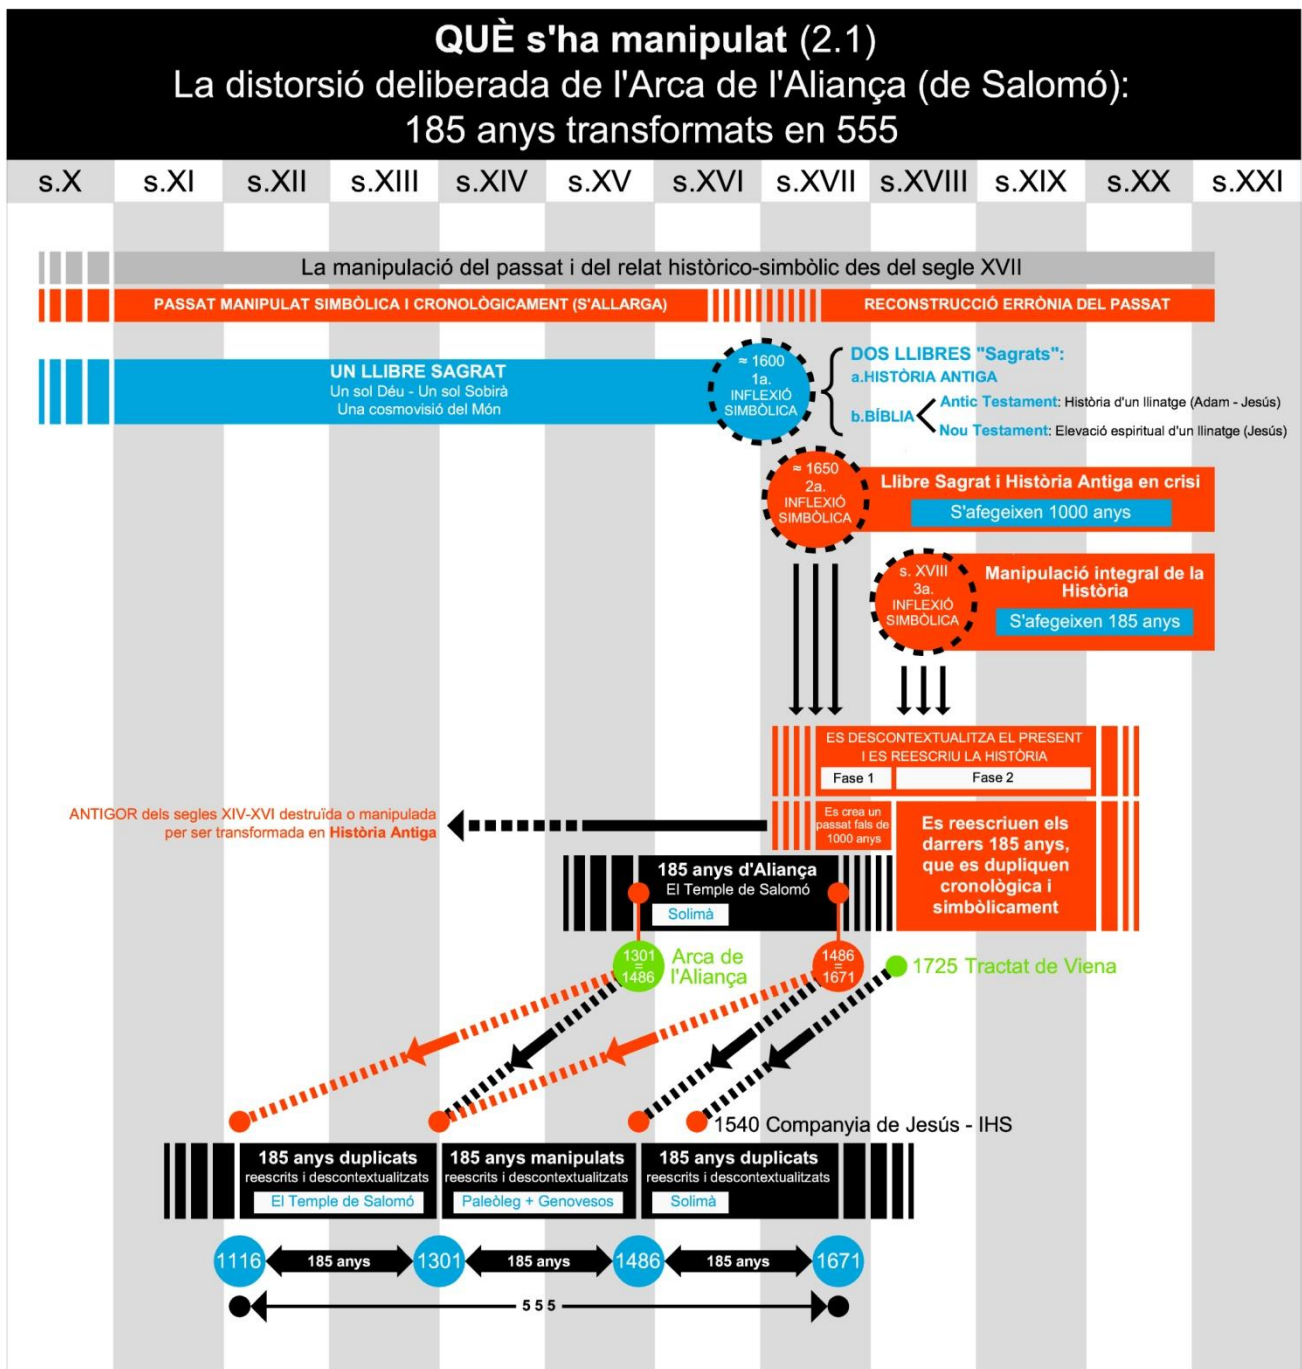 QUÈ s'ha manipulat (2.1)
La distorsió deliberada de l'Arca de l'Aliança (de Salomó):
185 anys transformats en 555
s.X s.XI s.XII s.XIII s.XIV s.XV s.XVI s.XVII s.XVIII s.XIX s.XX s.XXI
La manipulació del passat i del relat històrico-simbòlic des del segle XVII
PASSAT MANIPULAT SIMBÒLICA I CRONOLÒGICAMENT (S'ALLARGA)
RECONSTRUCCIÓ ERRÒNIA DEL PASSAT
UN LLIBRE SAGRAT
Un sol Déu - Un sol Sobirà
Una cosmovisió del Món
≈ 1600
1a.
INFLEXIÓ
SIMBÒLICA
DOS LLIBRES "Sagrats":
a.HISTÒRIA ANTIGA
b.BÍBLIA
Antic Testament: Història d'un llinatge (Adam - Jesús)
Nou Testament: Elevació espiritual d'un llinatge (Jesús)
≈ 1650
2a.
INFLEXIÓ
SIMBÒLICA
Llibre Sagrat i Història Antiga en crisi
S'afegeixen 1000 anys
s. XVIII
3a.
INFLEXIÓ
SIMBÒLICA
Manipulació integral de la
Història
S'afegeixen 185 anys
ES DESCONTEXTUALITZA EL PRESENT
I ES REESCRIU LA HISTÒRIA
Fase 1
Fase 2
ANTIGOR dels segles XIV-XVI destruïda o manipulada
per ser transformada en Història Antiga
Es crea un
passat fals de
1000 anys
Es reescriuen els
darrers 185 anys,
que es dupliquen
cronològica i
simbòlicament
185 anys d'Aliança
El Temple de Salomó
Solimà
1301
=
1486
Arca de
l'Aliança
1486
=
1671
1725 Tractat de Viena
1540 Companyia de Jesús - IHS
185 anys duplicats
reescrits i descontextualitzats
El Temple de Salomó
185 anys manipulats
reescrits i descontextualitzats
Paleòleg + Genovesos
185 anys duplicats
reescrits i descontextualitzats
Solimà
1116 185 anys 1301 185 anys 1486 185 anys 1671
5 5 5